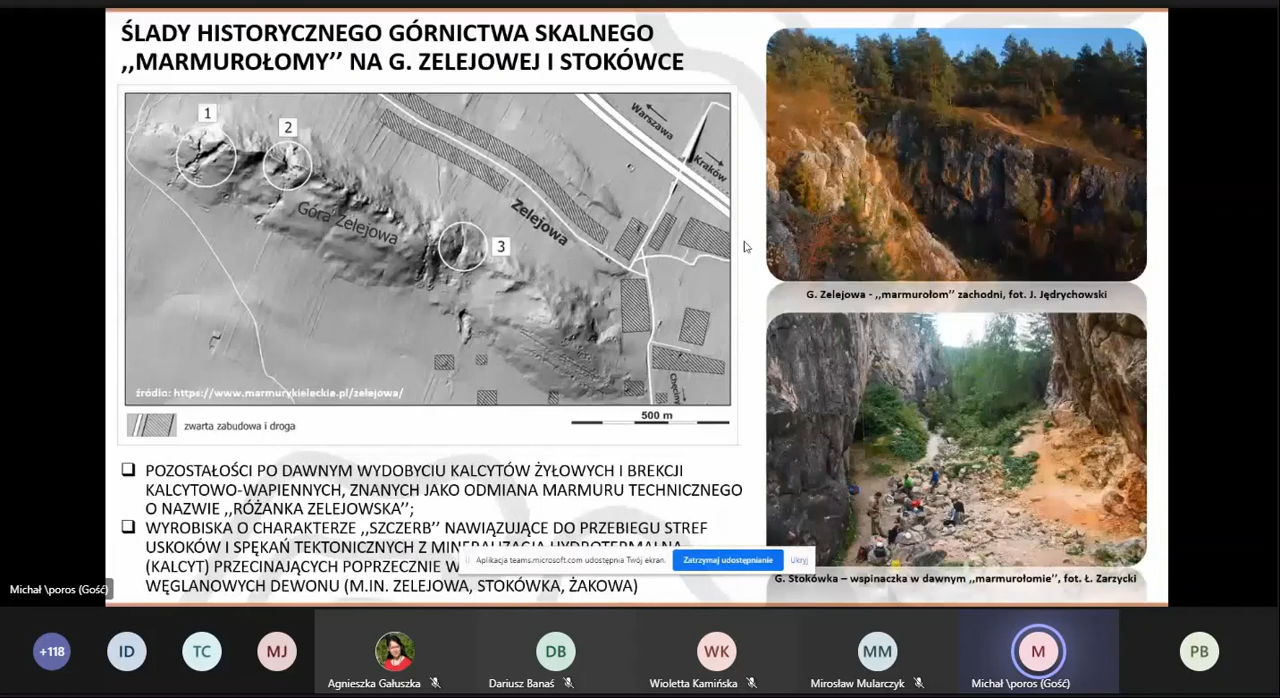 ŚLADY HISTORYCZNEGO GÓRNICTWA SKALNEGO
,,MARMUROŁOMY’’ NA G. ZELEJOWEJ I STOKÓWCE
1
2
3
Góra Zelejowa
Zelejowa
Warszawa
Kraków
Chęciny
źródło: https://www.marmurykieleckie.pl/zelejowa/
zwarta zabudowa i droga
500 m
G. Zelejowa - ,,marmurołom’’ zachodni, fot. J. Jędrychowski
G. Stokówka – wspinaczka w dawnym ,,marmurołomie’’, fot. Ł. Zarzycki
POZOSTAŁOŚCI PO DAWNYM WYDOBYCIU KALCYTÓW ŻYŁOWYCH I BREKCJI
KALCYTOWO-WAPIENNYCH, ZNANYCH JAKO ODMIANA MARMURU TECHNICZNEGO
O NAZWIE ,,RÓŻANKA ZELEJOWSKA’’;
WYROBISKA O CHARAKTERZE ,,SZCZERB’’ NAWIĄZUJĄCE DO PRZEBIEGU STREF
USKOKÓW I SPĘKAŃ TEKTONICZNYCH Z MINERALIZACJĄ HYDROTERMALNĄ
(KALCYT) PRZECINAJĄCYCH POPRZECZNIE W
WĘGLANOWYCH DEWONU (M.IN. ZELEJOWA, STOKÓWKA, ŻAKOWA)
Aplikacja teams.microsoft.com udostępnia Twój ekran.
Zatrzymaj udostępnianie
Ukryj
Michał \poros (Gość)
+118
ID
TC
MJ
Agnieszka Gałuszka
DB
Dariusz Banaś
WK
Wioletta Kamińska
MM
Mirosław Mularczyk
M
Michał \poros (Gość)
PB